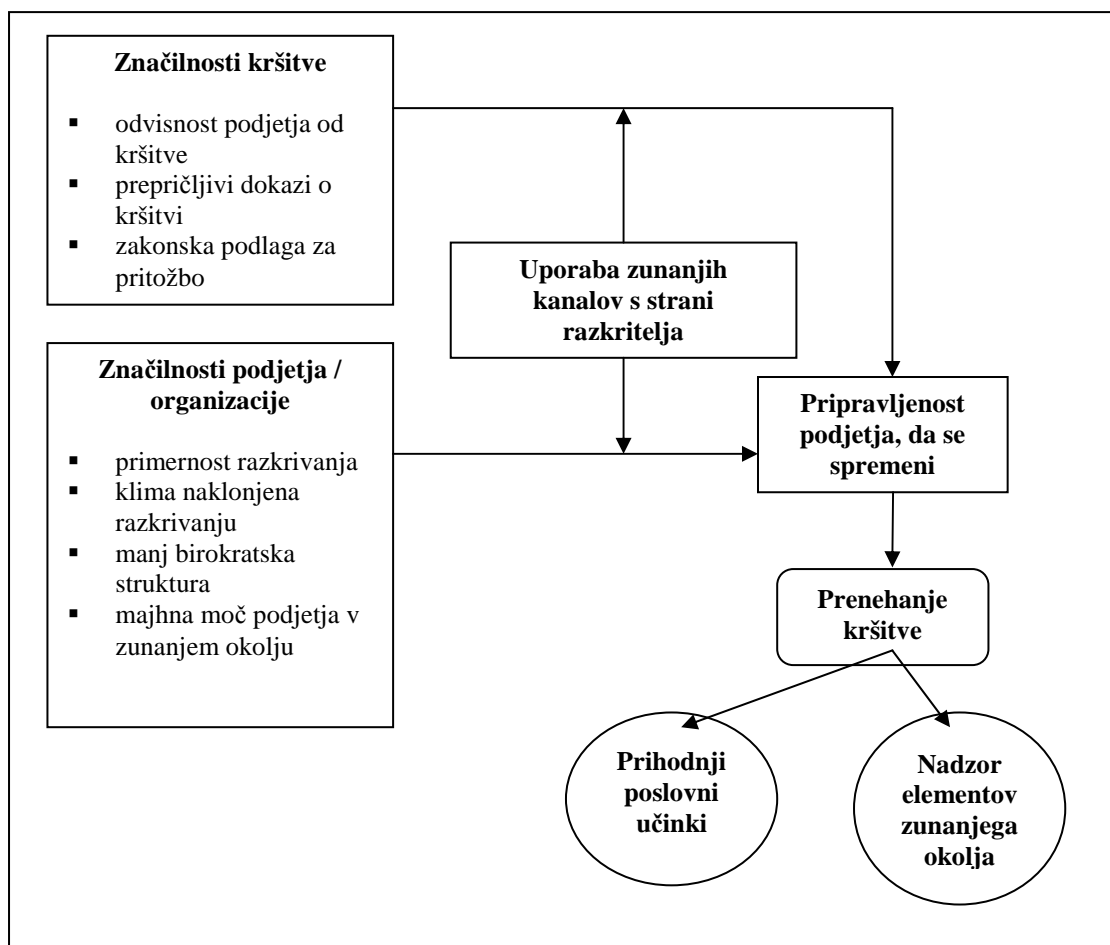 Značilnosti kršitve
▪ odvisnost podjetja od
kršitve
▪ prepričljivi dokazi o
kršitvi
▪ zakonska podlaga za
pritožbo
Uporaba zunanjih
kanalov s strani
razkritelja
Značilnosti podjetja /
organizacije
▪ primernost razkrivanja
▪ klima naklonjena
razkrivanju
▪ manj birokratska
struktura
▪ majhna moč podjetja v
zunanjem okolju
Pripravljenost
podjetja, da se
spremeni
Prenehanje
kršitve
Prihodnji
poslovni
učinki
Nadzor
elementov
zunanjega
okolja